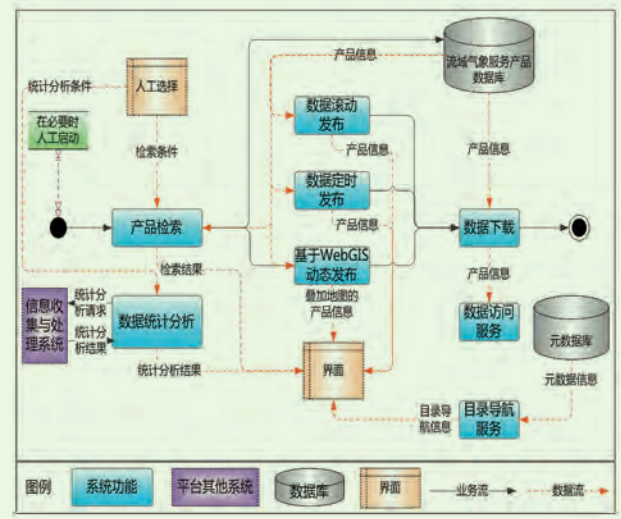 产品信息
流域气象服务产品
数据库
统计分析条件
人工选择
在必要时
人工启动
数据滚动
发布
检索条件
产品信息
产品信息
数据定时
发布
产品检索
产品信息
数据下载
基于WebGIS
动态发布
检索结果
产品信息
统计分
析请求
叠加地图的
产品信息
信息收
集与处
理系统
数据统计分析
数据访问
服务
统计分
析结果
元数据库
统计分析结果
界面
元数据信息
目录导
航信息
目录导航
服务
图例
系统功能
平台其他系统
数据库
界面
业务流
数据流